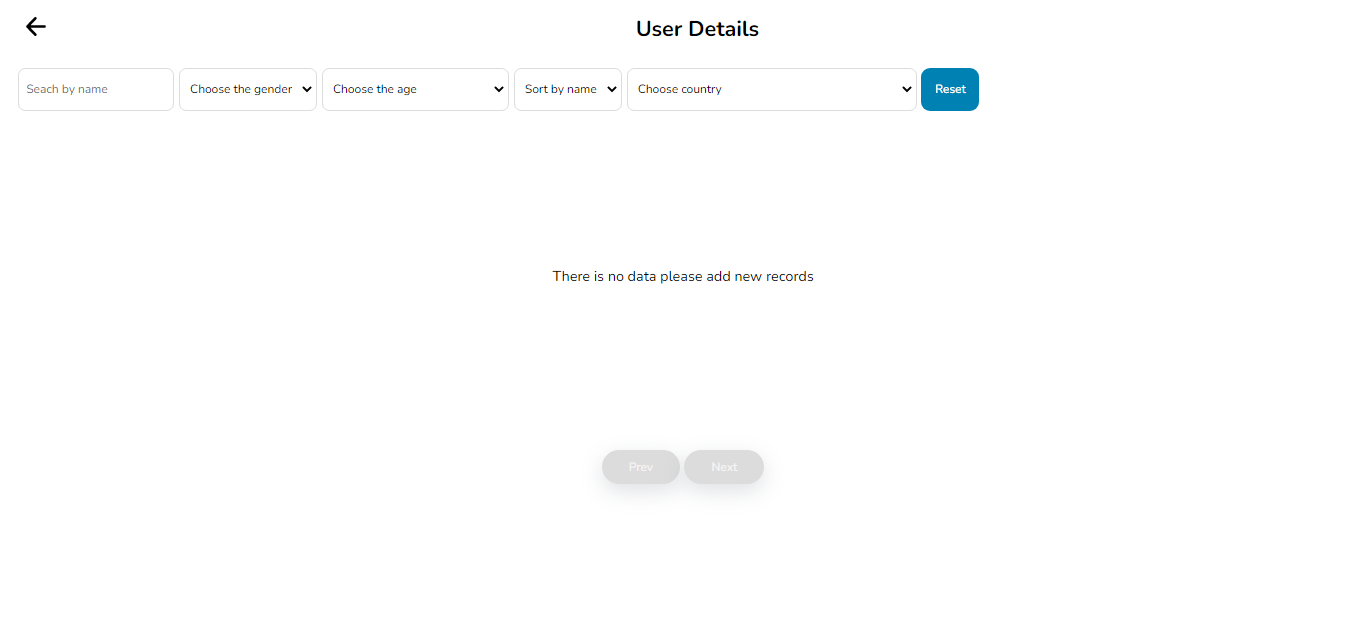 User Details
Seach by name Choose the gender Choose the age Sort by name Choose country Reset
There is no data please add new records
Prev Next